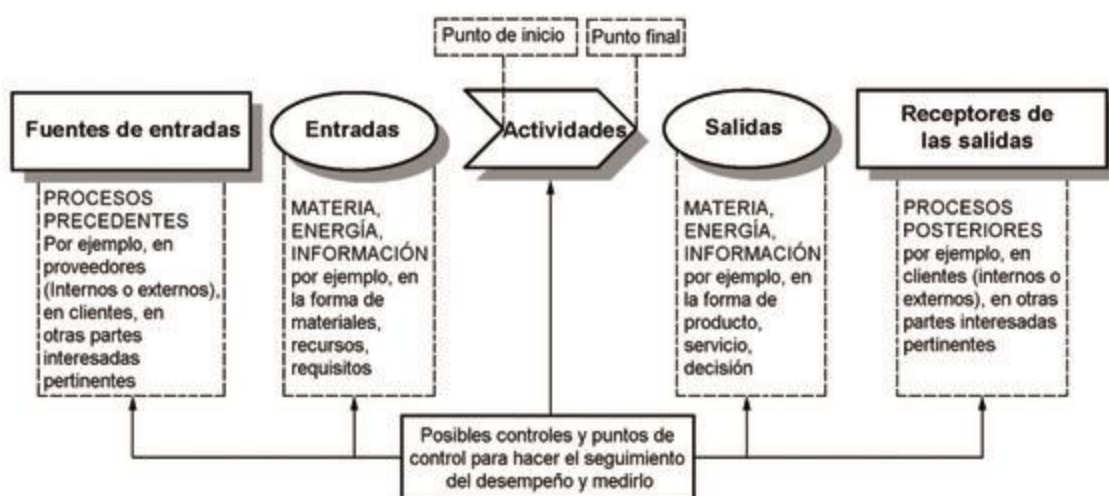 Punto de inicio
Punto final
Fuentes de entradas
Entradas
Actividades
Salidas
Receptores de
las salidas
PROCESOS
PRECEDENTES
Por ejemplo, en
proveedores
(Internos o externos),
en clientes, en
otras partes
interesadas
pertinentes
MATERIA,
ENERGÍA,
INFORMACIÓN
por ejemplo, en
la forma de
materiales,
recursos,
requisitos
MATERIA,
ENERGÍA,
INFORMACIÓN
por ejemplo, en
la forma de
producto,
servicio,
decisión
PROCESOS
POSTERIORES
por ejemplo, en
clientes (internos o
externos), en otras
partes interesadas
pertinentes
Posibles controles y puntos de
control para hacer el seguimiento
del desempeño y medirlo